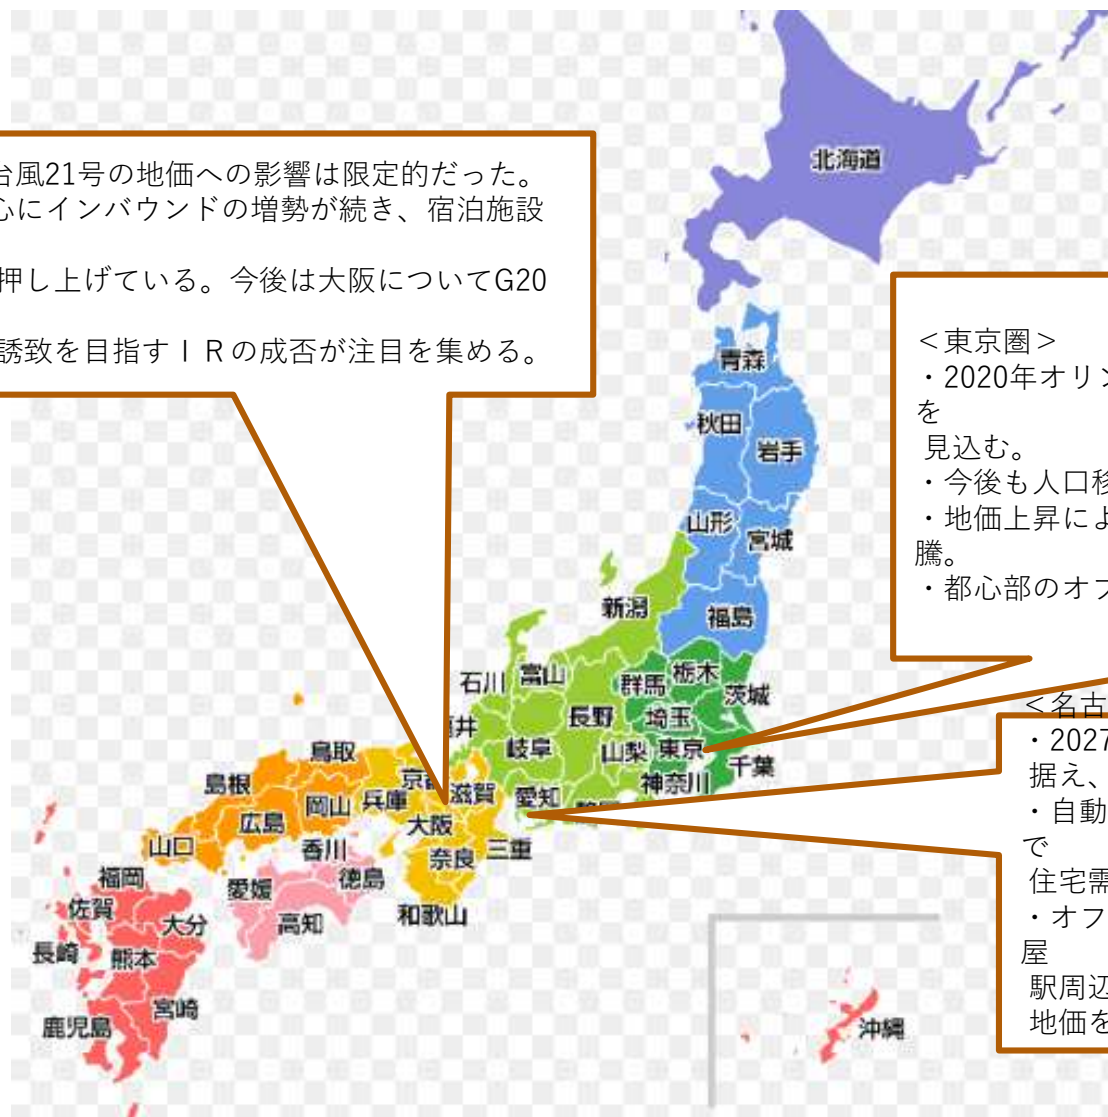 台風21号の地価への影響は限定的だった。
心にインバウンドの増勢が続き、宿泊施設
押し上げている。今後は大阪についてG20
誘致を目指すＩＲの成否が注目を集める。
＜東京圏＞
・2020年オリン
を
見込む。
・今後も人口移
・地価上昇によ
騰。
・都心部のオフ
＜名古
・2027
据え、
・自動
で
住宅需
・オフ
屋
駅周辺
地価を
北海道
青森
秋田
岩手
山形
宮城
新潟
福島
石川
富山
群馬
栃木
茨城
井
長野
埼玉
岐阜
山梨
東京
千葉
神奈川
鳥取
島根
岡山
兵庫
京都
滋賀
愛知
広島
大阪
山口
香川
奈良
三重
福岡
愛媛
徳島
佐賀
大分
高知
和歌山
長崎
熊本
宮崎
鹿児島
沖縄